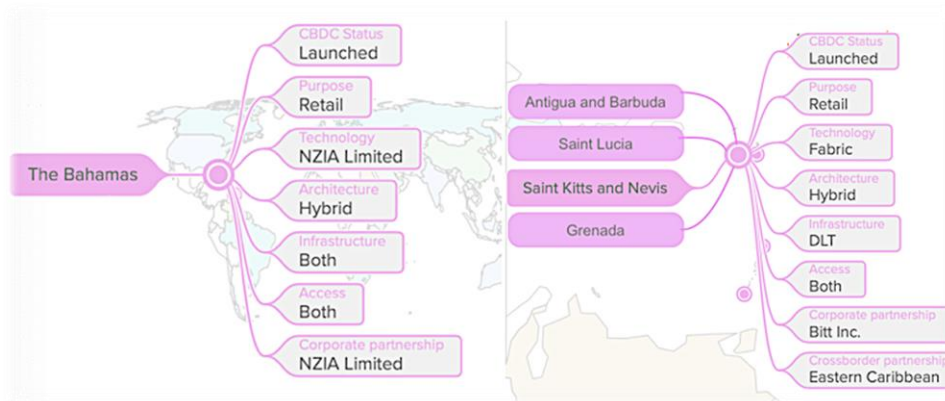 The Bahamas
CBDC Status
Launched
Purpose
Retail
Technology
NZIA Limited
Architecture
Hybrid
Infrastructure
Both
Access
Both
Corporate partnership
NZIA Limited
Antigua and Barbuda
Saint Lucia
Saint Kitts and Nevis
Grenada
CBDC Status
Launched
Purpose
Retail
Technology
Fabric
Architecture
Hybrid
Infrastructure
DLT
Access
Both
Corporate partnership
Bitt Inc.
Crossborder partnership
Eastern Caribbean